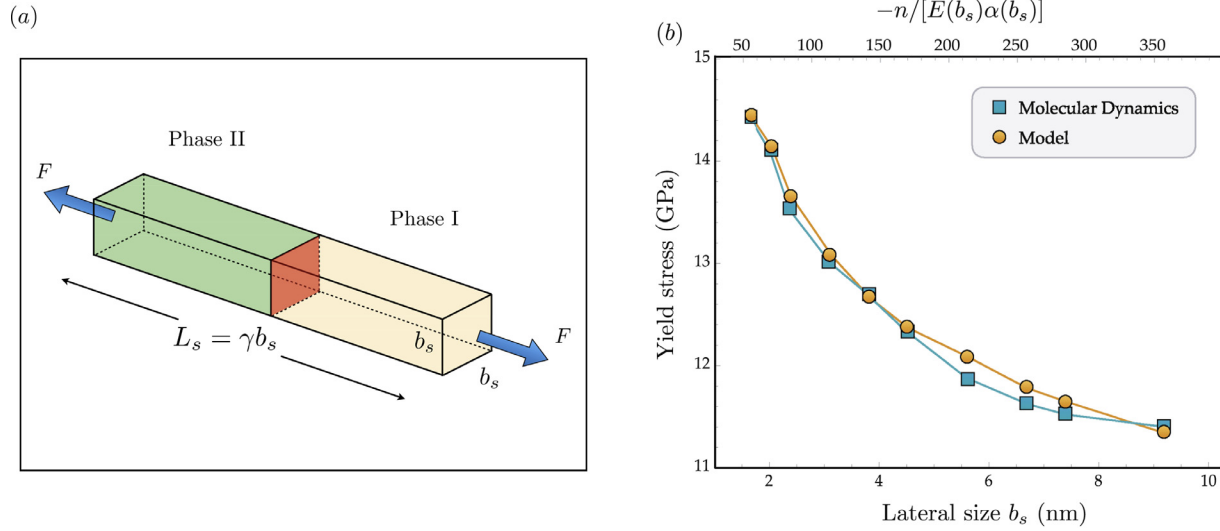 (a)
Phase II
F
Phase I
F
b_s
b_s
L_s = γb_s
(b)
−n/[E(b_s)α(b_s)]
50 100 150 200 250 300 350
15
14
13
12
11
Yield stress (GPa)
Molecular Dynamics
Model
2 4 6 8 10
Lateral size b_s (nm)